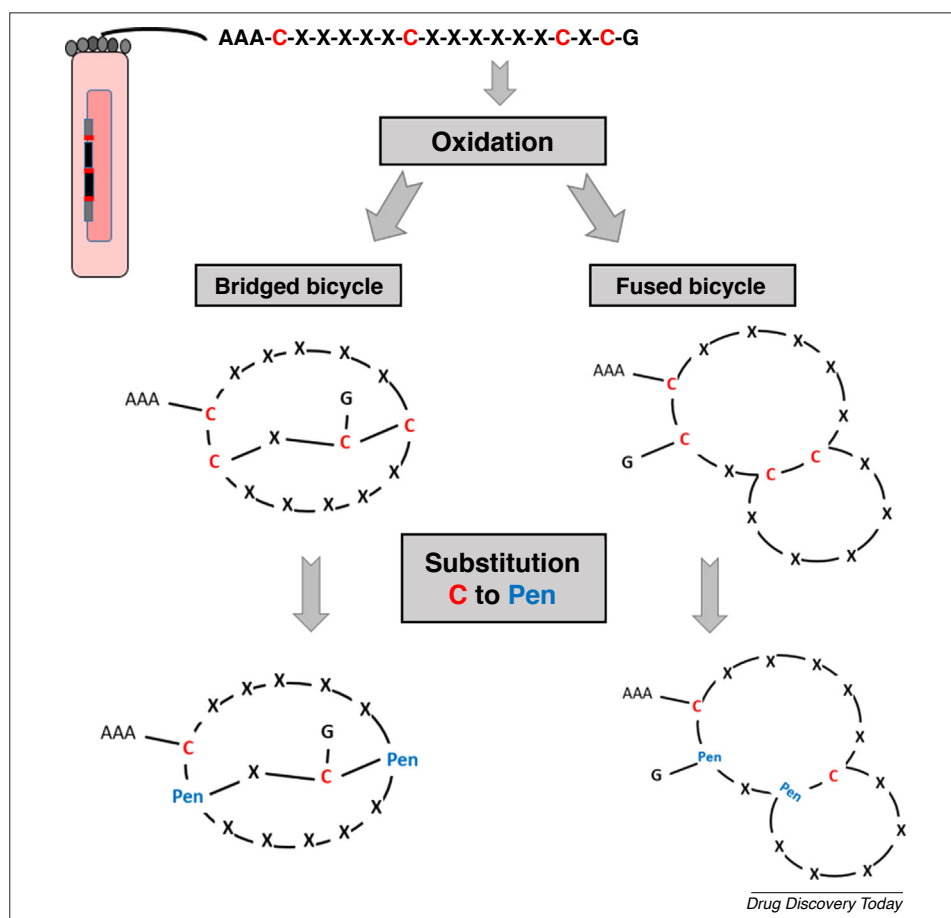 AAA-C-X-X-X-X-X-C-X-X-X-X-X-X-C-X-C-G
Oxidation
Bridged bicycle
Fused bicycle
X X X X X
AAA
G
C
C
C X C
X X X X X
X X X X X
AAA
C
G
C
X C C
X X X X X
Substitution
C to Pen
X X X X X
AAA
G
C
Pen
Pen X C
X X X X X
X X X X X
AAA
C
G
Pen
X Pen C
X X X X X
Drug Discovery Today